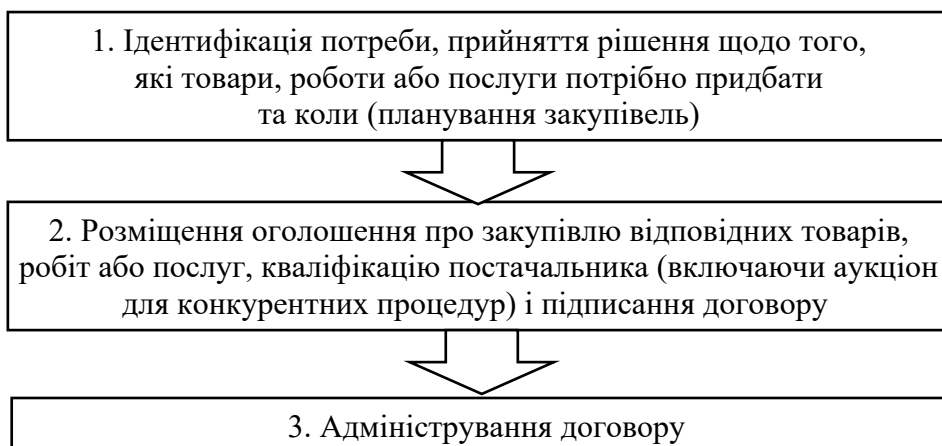 1. Ідентифікація потреби, прийняття рішення щодо того,
які товари, роботи або послуги потрібно придбати
та коли (планування закупівель)
2. Розміщення оголошення про закупівлю відповідних товарів,
робіт або послуг, кваліфікацію постачальника (включаючи аукціон
для конкурентних процедур) і підписання договору
3. Адміністрування договору